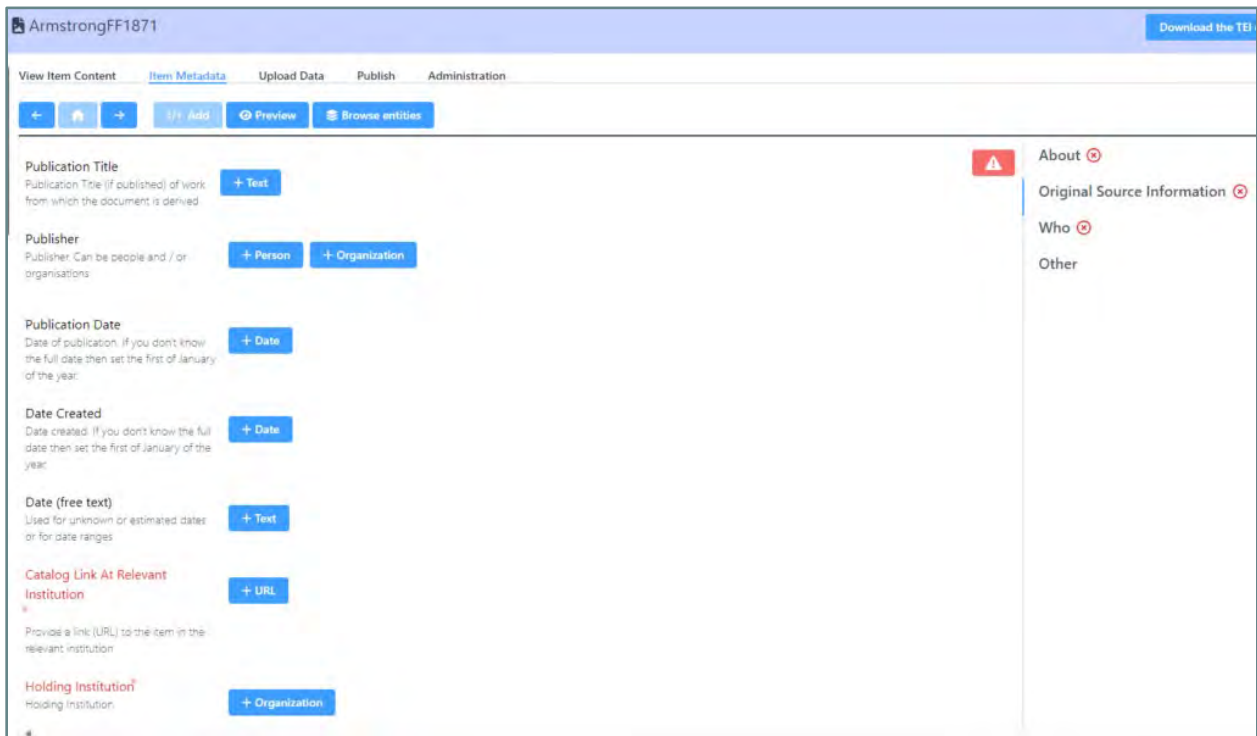 ArmstrongFF1871
Download the TEI
View Item Content Item Metadata Upload Data Publish Administration
Add Preview Browse entities
Publication Title
Publication Title (if published) of work
from which the document is derived
+ Text
Publisher
Publisher. Can be people and / or
organisations
+ Person + Organization
Publication Date
Date of publication. If you don't know
the full date then set the first of January
of the year.
+ Date
Date Created
Date created. If you don't know the full
date then set the first of January of the
year.
+ Date
Date (free text)
Used for unknown or estimated dates
or for date ranges
+ Text
Catalog Link At Relevant
Institution
*
Provide a link (URL) to the item in the
relevant institution
+ URL
Holding Institution*
Holding Institution.
+ Organization
About
Original Source Information
Who
Other